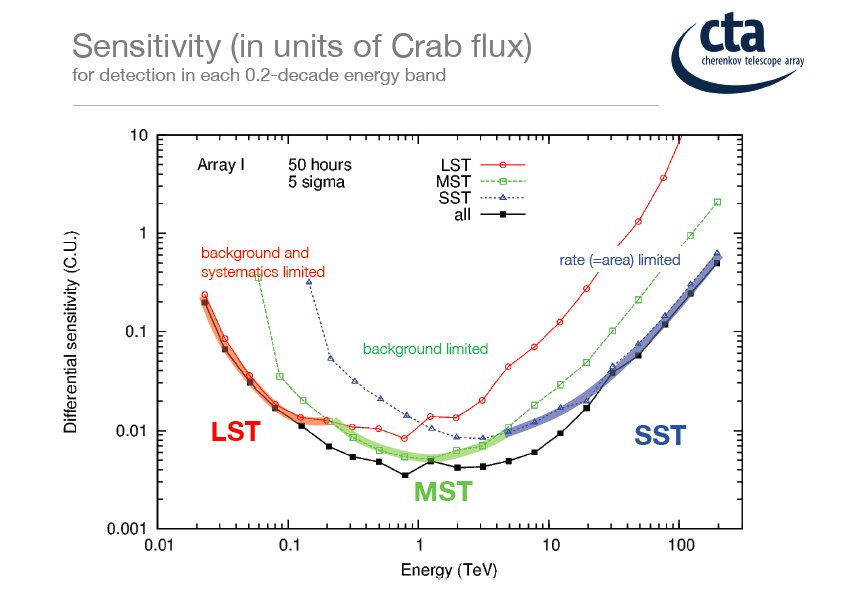 Sensitivity (in units of Crab flux)
for detection in each 0.2-decade energy band
cta
cherenkov telescope array
10
1
0.1
0.01
0.001
Differential sensitivity (C.U.)
Array I
50 hours
5 sigma
LST
MST
SST
all
background and
systematics limited
rate (=area) limited
background limited
LST
SST
MST
0.01
0.1
1
10
100
Energy (TeV)